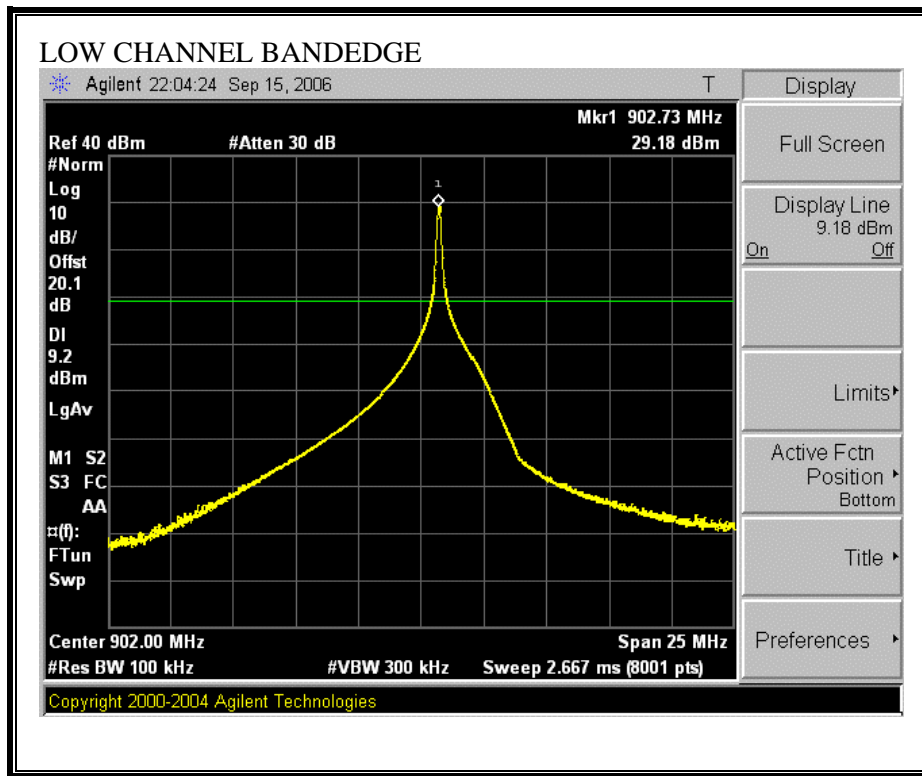 LOW CHANNEL BANDEDGE
Agilent 22:04:24 Sep 15, 2006 T
Display
Mkr1 902.73 MHz
Ref 40 dBm #Atten 30 dB 29.18 dBm
Full Screen
#Norm
Log
1
10
dB/
Offst
20.1
dB
Display Line
9.18 dBm
On Off
DI
9.2
dBm
LgAv
Limits
M1 S2
S3 FC
AA
Active Fctn
Position
Bottom
¤(f):
FTun
Swp
Title
Center 902.00 MHz Span 25 MHz
#Res BW 100 kHz #VBW 300 kHz Sweep 2.667 ms (8001 pts)
Preferences
Copyright 2000-2004 Agilent Technologies